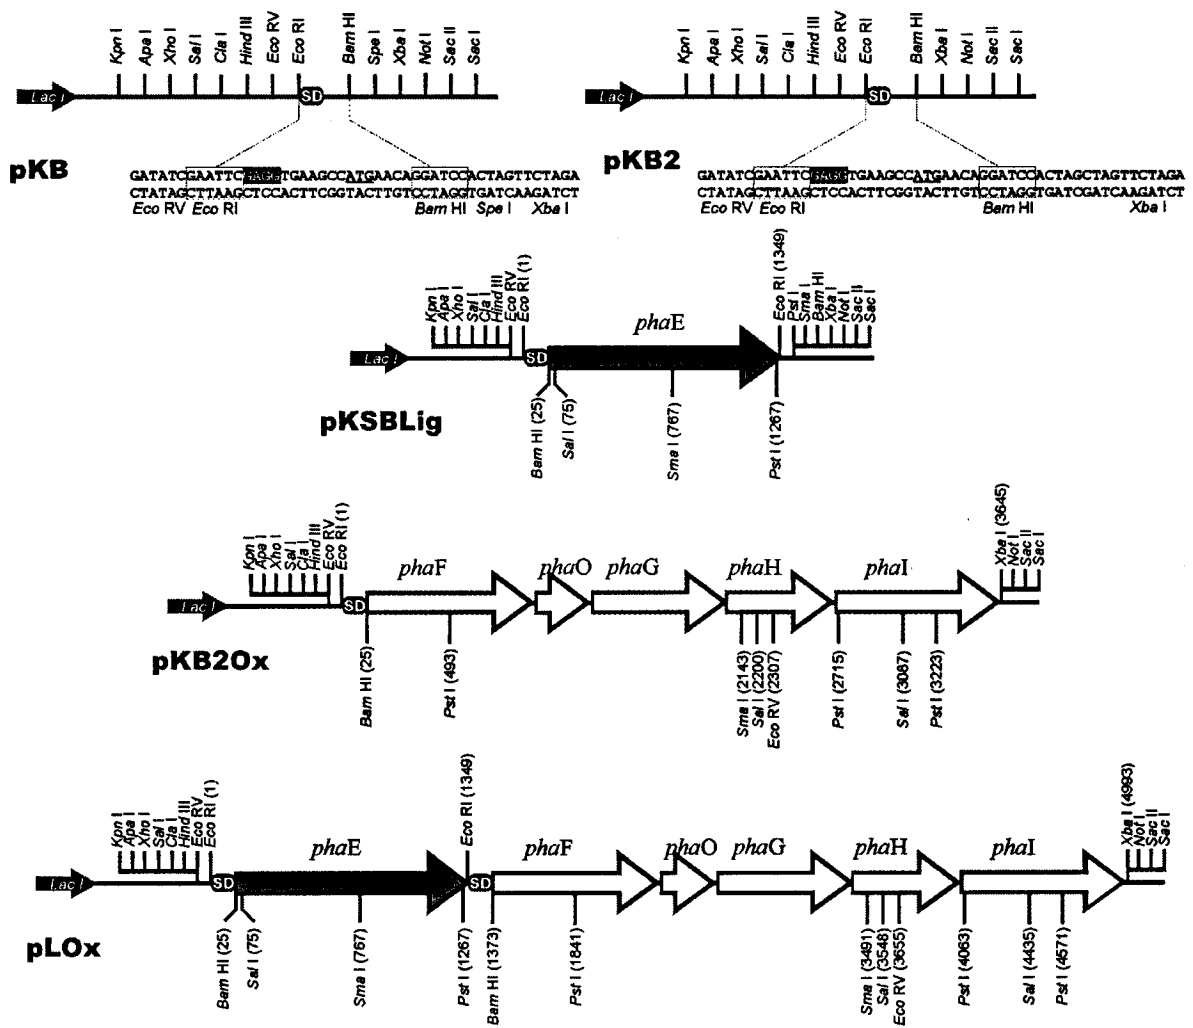 Kpn I Apa I Xho I Sal I Cla I Hind III Eco RV Eco RI Bam HI Spe I Xba I Not I Sac II Sac I
Lac I SD
pKB
GATATCGAATTCGAGGTGAAGCCATGAACAGGATCCACTAGTTCTAGA
CTATAGCTTAAGCTCCACTTCGGTACTTGTCCTAGGTGATCAAGATCT
Eco RV Eco RI Bam HI Spe I Xba I
Kpn I Apa I Xho I Sal I Cla I Hind III Eco RV Eco RI Bam HI Xba I Not I Sac II Sac I
Lac I SD
pKB2
GATATCGAATTCGAGGTGAAGCCATGAACAGGATCCACTAGCTAGTTCTAGA
CTATAGCTTAAGCTCCACTTCGGTACTTGTCCTAGGTGATCGATCAAGATCT
Eco RV Eco RI Bam HI Xba I
Kpn I Apa I Xho I Sal I Cla I Hind III Eco RV Eco RI (1) Eco RI (1349) Pst I Sma I Bam HI Xba I Not I Sac II Sac I
phaE
Lac I SD
pKSBLig
Bam HI (25) Sal I (75) Sma I (767) Pst I (1267)
Kpn I Apa I Xho I Sal I Cla I Hind III Eco RV Eco RI (1) Xba I (3645) Not I Sac II Sac I
phaF phaO phaG phaH phaI
Lac I SD
pKB2Ox
Bam HI (25) Pst I (493) Sma I (2143) Sal I (2200) Eco RV (2307) Pst I (2715) Sal I (3087) Pst I (3223)
Kpn I Apa I Xho I Sal I Cla I Hind III Eco RV Eco RI (1) Eco RI (1349) Xba I (4993) Not I Sac II Sac I
phaE phaF phaO phaG phaH phaI
Lac I SD SD
pLOx
Bam HI (25) Sal I (75) Sma I (767) Pst I (1267) Bam HI (1373) Pst I (1841) Sma I (3491) Sal I (3548) Eco RV (3655) Pst I (4063) Sal I (4435) Pst I (4571)